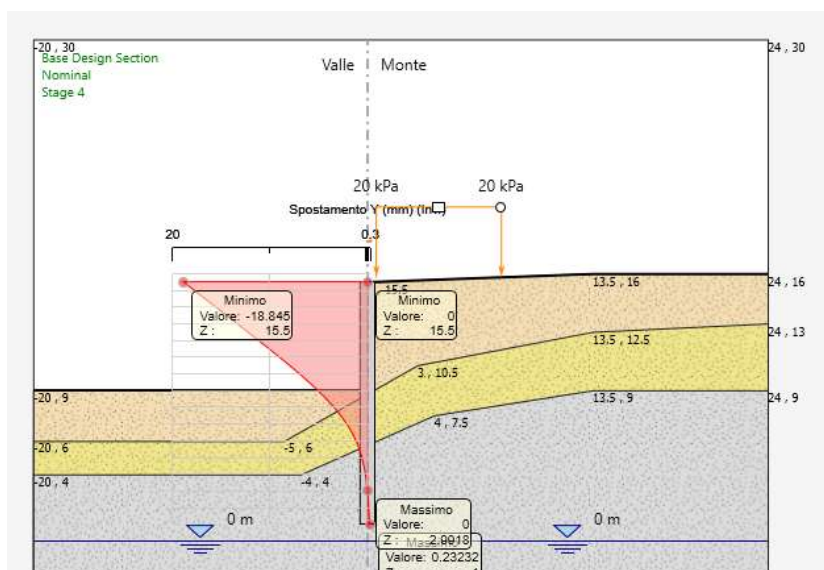 -20 , 30
24 , 30
Base Design Section
Nominal
Stage 4
Valle
Monte
20 kPa
20 kPa
Spostamento Y (mm)
20
0.3
15.5
13.5 , 16
24 , 16
Minimo
Valore: -18.845
Z : 15.5
Minimo
Valore: 0
Z : 15.5
24 , 13
13.5 , 12.5
3 , 10.5
-20 , 9
13.5 , 9
24 , 9
4 , 7.5
-20 , 6
-5 , 6
-20 , 4
-4 , 4
Massimo
Valore: 0
Z : 2.0018
0 m
0 m
Valore: 0.23232